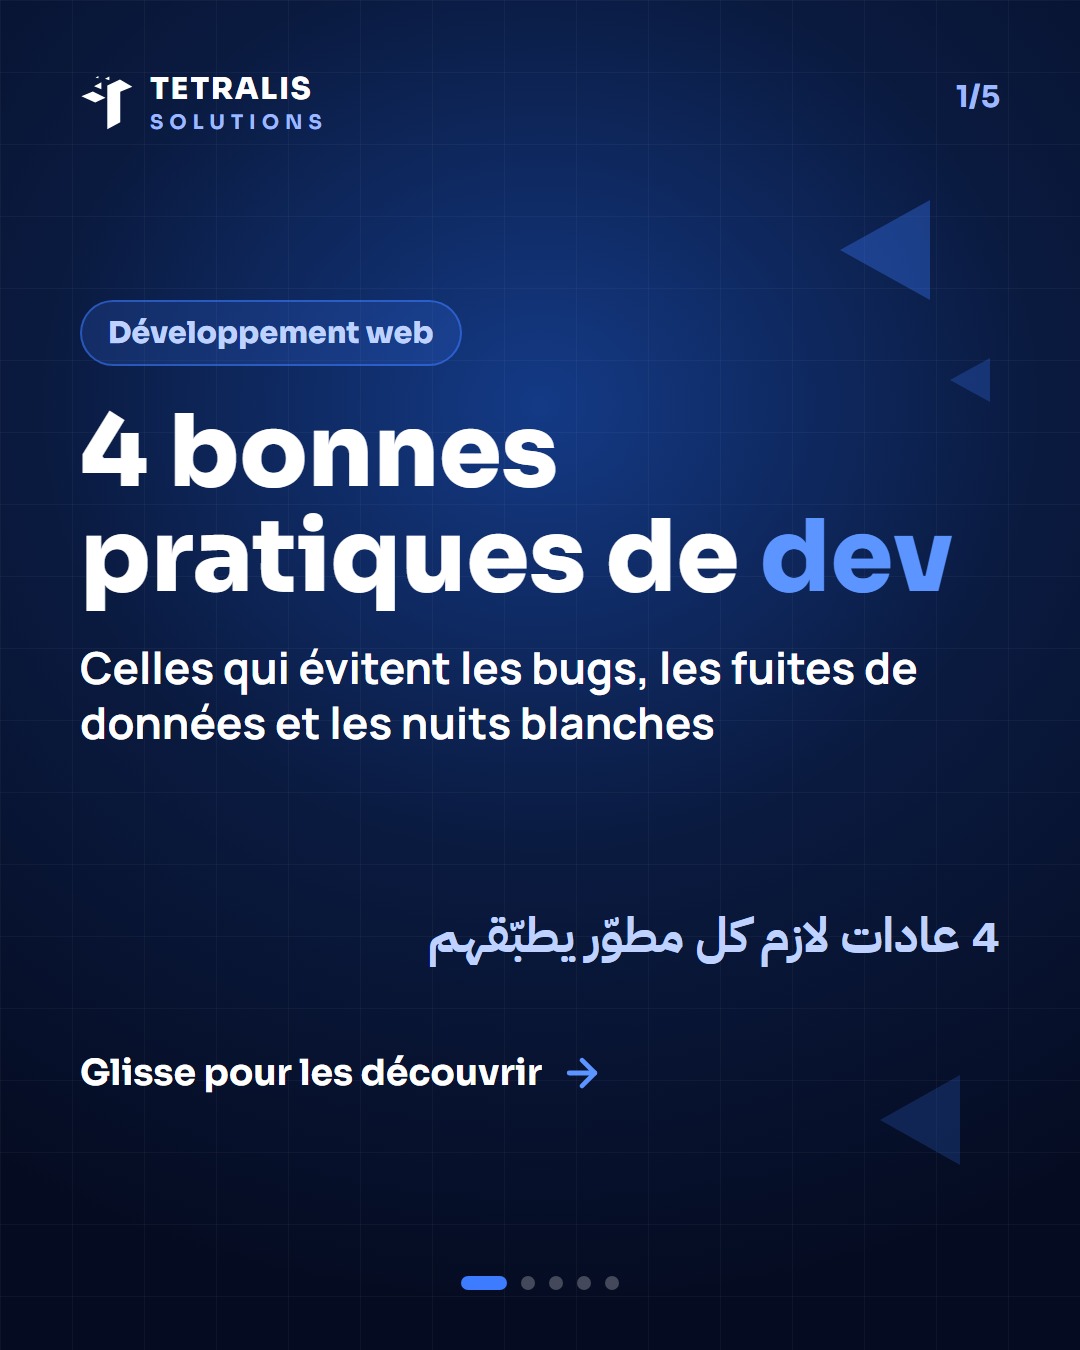 TETRALIS
SOLUTIONS
1/5
Développement web
4 bonnes
pratiques de dev
Celles qui évitent les bugs, les fuites de
données et les nuits blanches
4 عادات لازم كل مطوّر يطبّقهم
Glisse pour les découvrir →